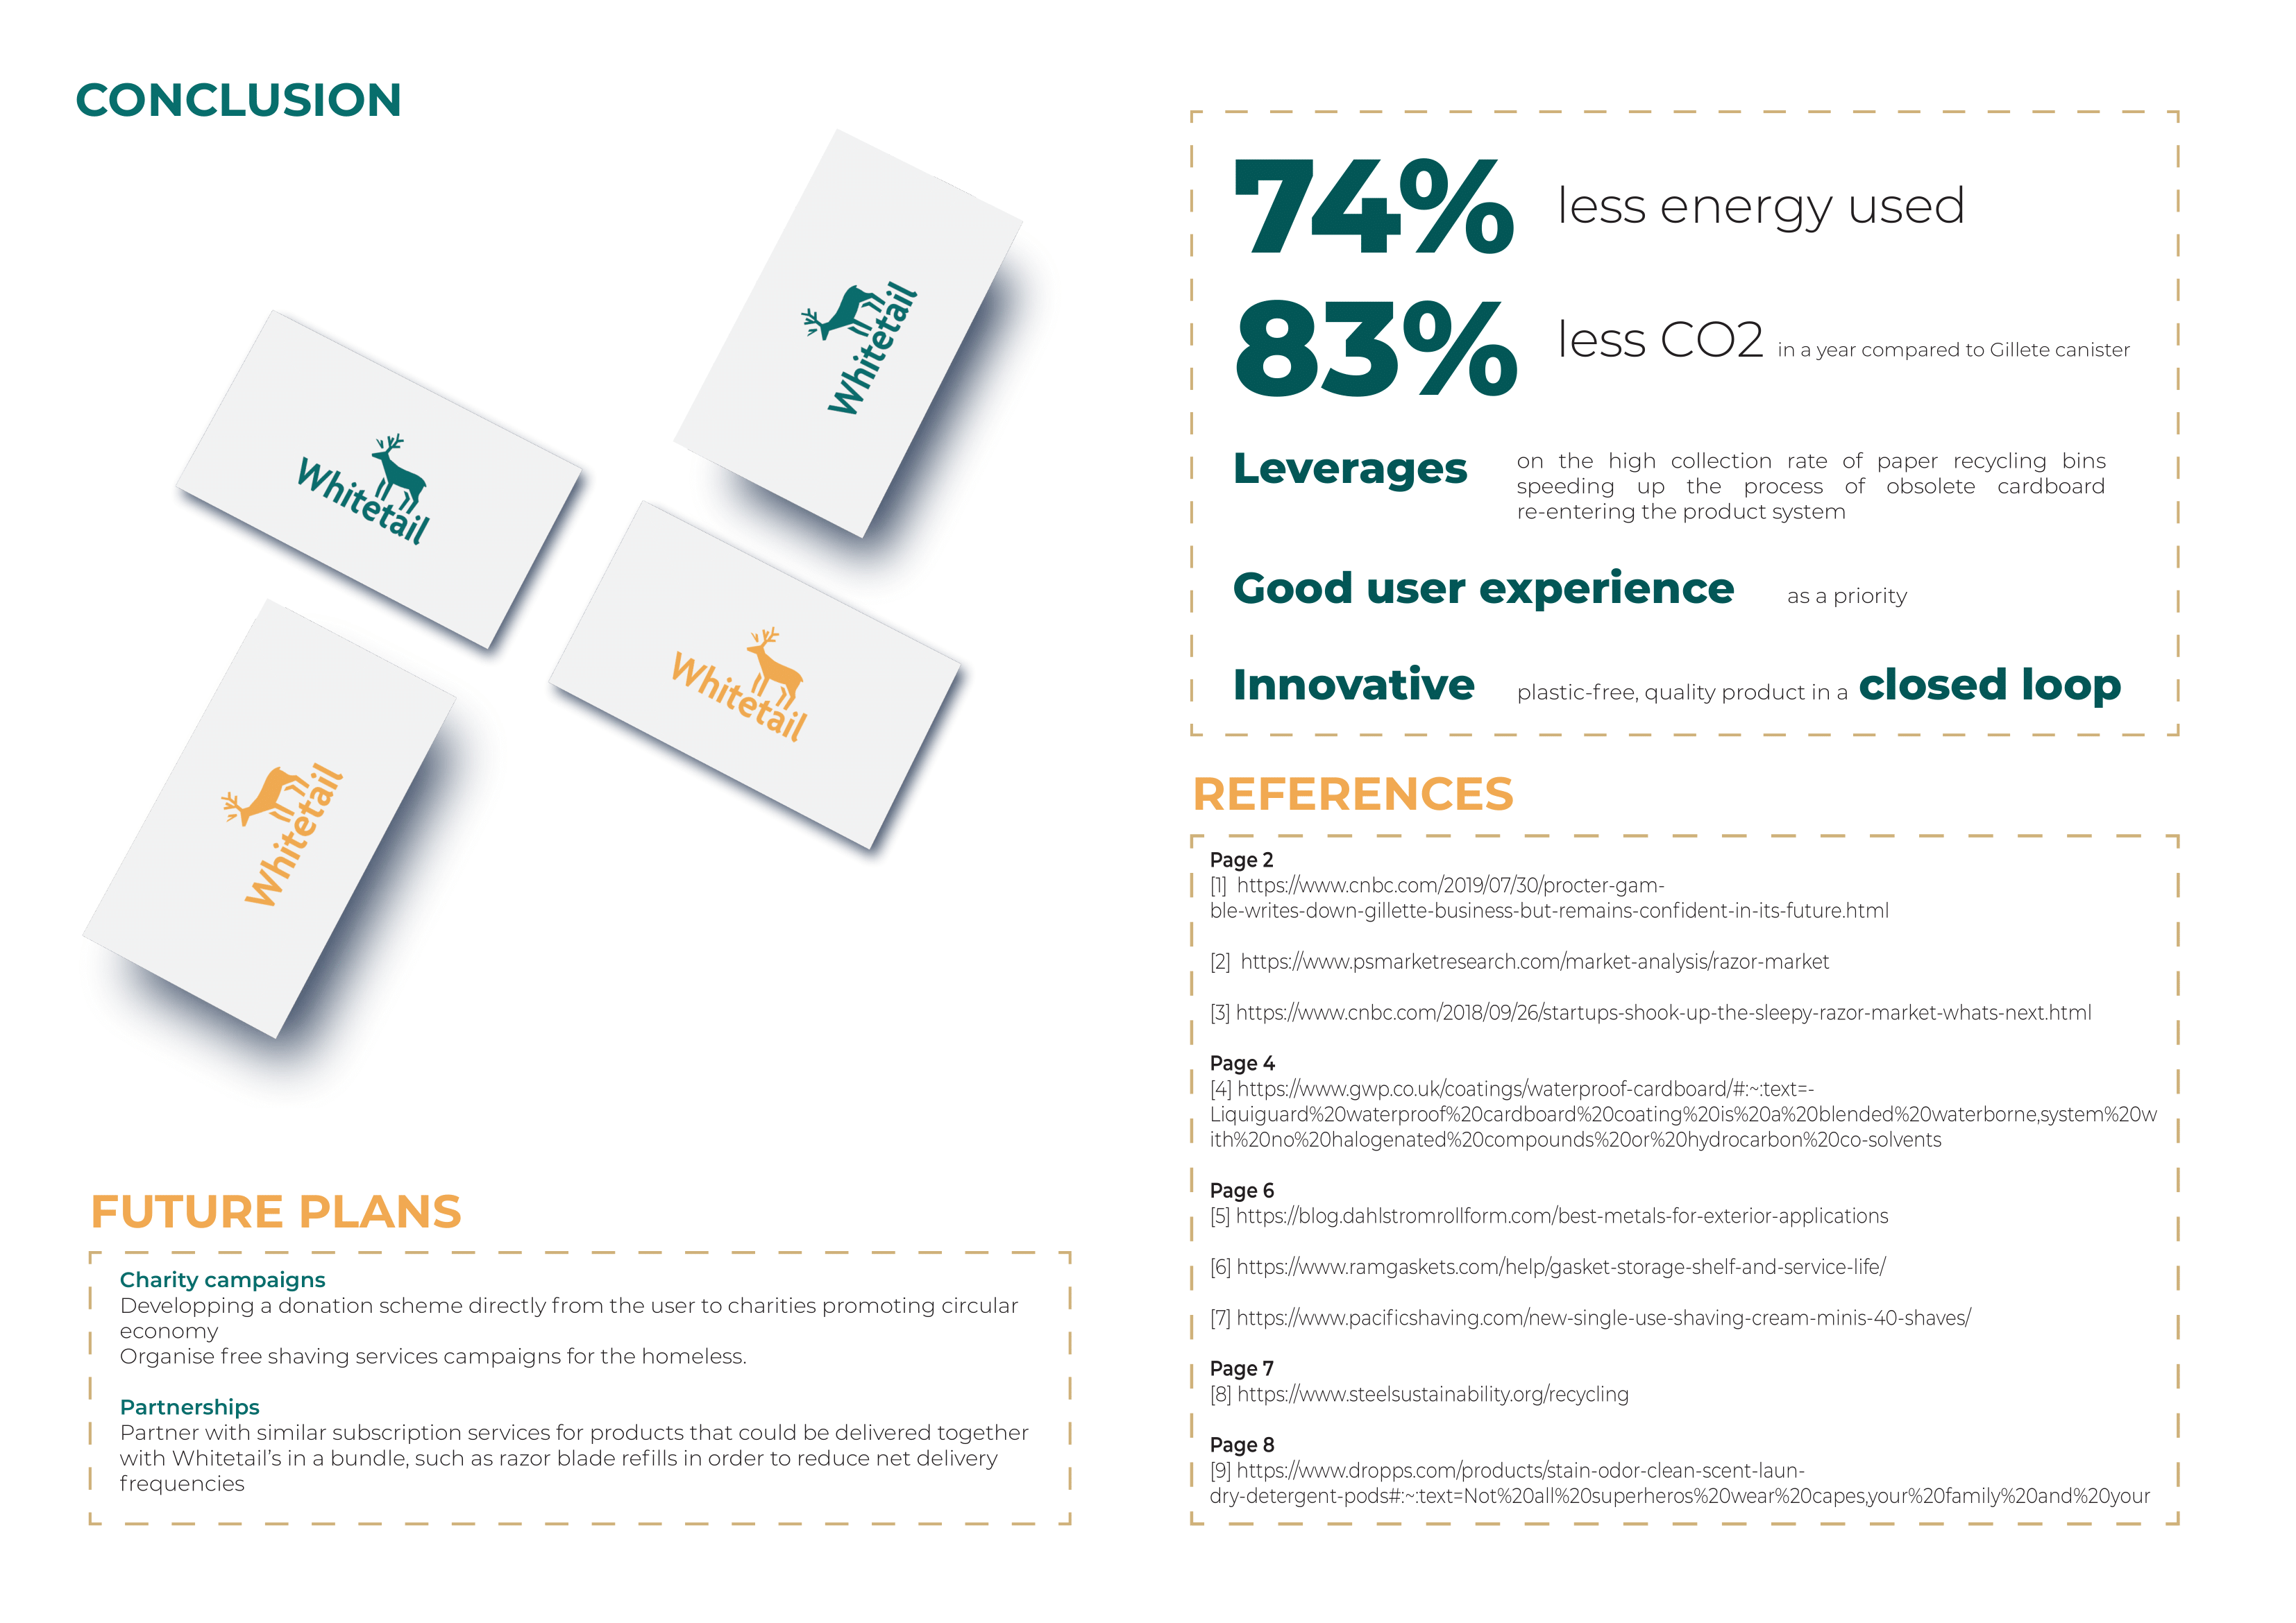 CONCLUSION
Whitetail
Whitetail
Whitetail
Whitetail
FUTURE PLANS
Charity campaigns
Developping a donation scheme directly from the user to charities promoting circular
economy
Organise free shaving services campaigns for the homeless.
Partnerships
Partner with similar subscription services for products that could be delivered together
with Whitetail’s in a bundle, such as razor blade refills in order to reduce net delivery
frequencies
74% less energy used
83% less CO2 in a year compared to Gillete canister
Leverages on the high collection rate of paper recycling bins
speeding up the process of obsolete cardboard
re-entering the product system
Good user experience as a priority
Innovative plastic-free, quality product in a closed loop
REFERENCES
Page 2
[1] https://www.cnbc.com/2019/07/30/procter-gam-
ble-writes-down-gillette-business-but-remains-confident-in-its-future.html
[2] https://www.psmarketresearch.com/market-analysis/razor-market
[3] https://www.cnbc.com/2018/09/26/startups-shook-up-the-sleepy-razor-market-whats-next.html
Page 4
[4] https://www.gwp.co.uk/coatings/waterproof-cardboard/#:~:text=-
Liquiguard%20waterproof%20cardboard%20coating%20is%20a%20blended%20waterborne,system%20w
ith%20no%20halogenated%20compounds%20or%20hydrocarbon%20co-solvents
Page 6
[5] https://blog.dahlstromrollform.com/best-metals-for-exterior-applications
[6] https://www.ramgaskets.com/help/gasket-storage-shelf-and-service-life/
[7] https://www.pacificshaving.com/new-single-use-shaving-cream-minis-40-shaves/
Page 7
[8] https://www.steelsustainability.org/recycling
Page 8
[9] https://www.dropps.com/products/stain-odor-clean-scent-laun-
dry-detergent-pods#:~:text=Not%20all%20superheros%20wear%20capes,your%20family%20and%20your